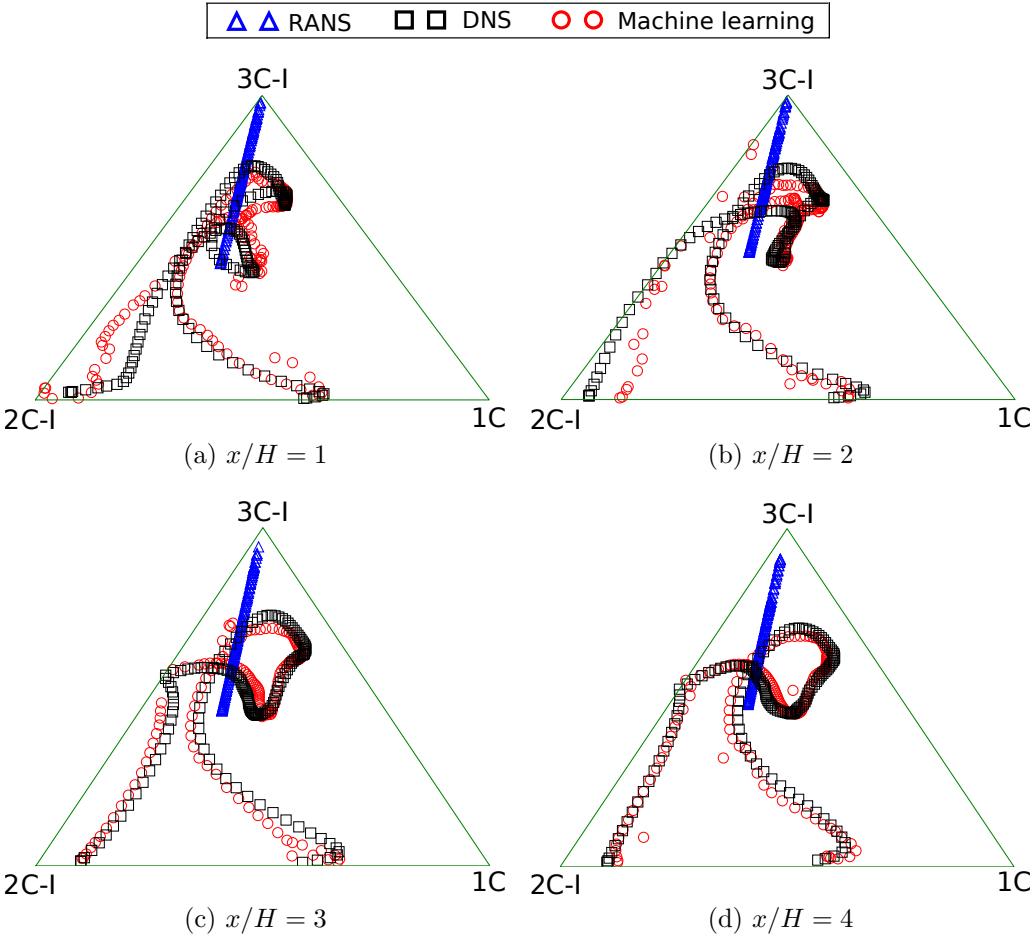 RANS DNS Machine learning
3C-I 3C-I
2C-I 1C 2C-I 1C
(a) x/H = 1 (b) x/H = 2
3C-I 3C-I
2C-I 1C 2C-I 1C
(c) x/H = 3 (d) x/H = 4